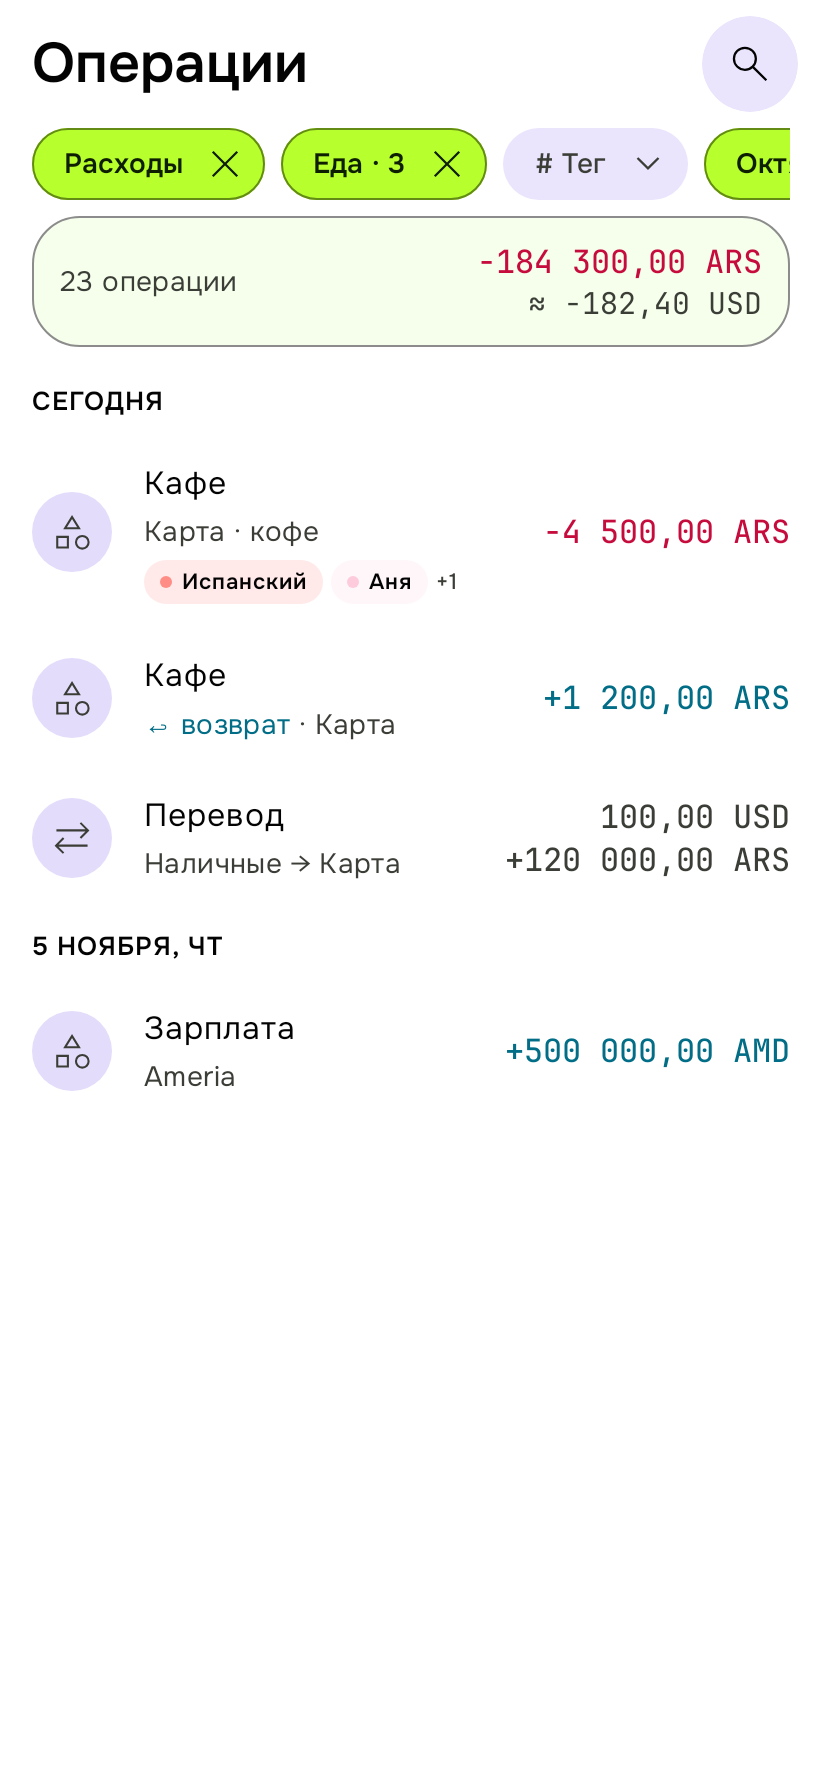 Операции
Расходы
Еда · 3
# Тег
Окт
23 операции
-184 300,00 ARS
≈ -182,40 USD
СЕГОДНЯ
Кафе
Карта · кофе
-4 500,00 ARS
Испанский
Аня
+1
Кафе
↩ возврат · Карта
+1 200,00 ARS
Перевод
100,00 USD
Наличные → Карта
+120 000,00 ARS
5 НОЯБРЯ, ЧТ
Зарплата
Ameria
+500 000,00 AMD